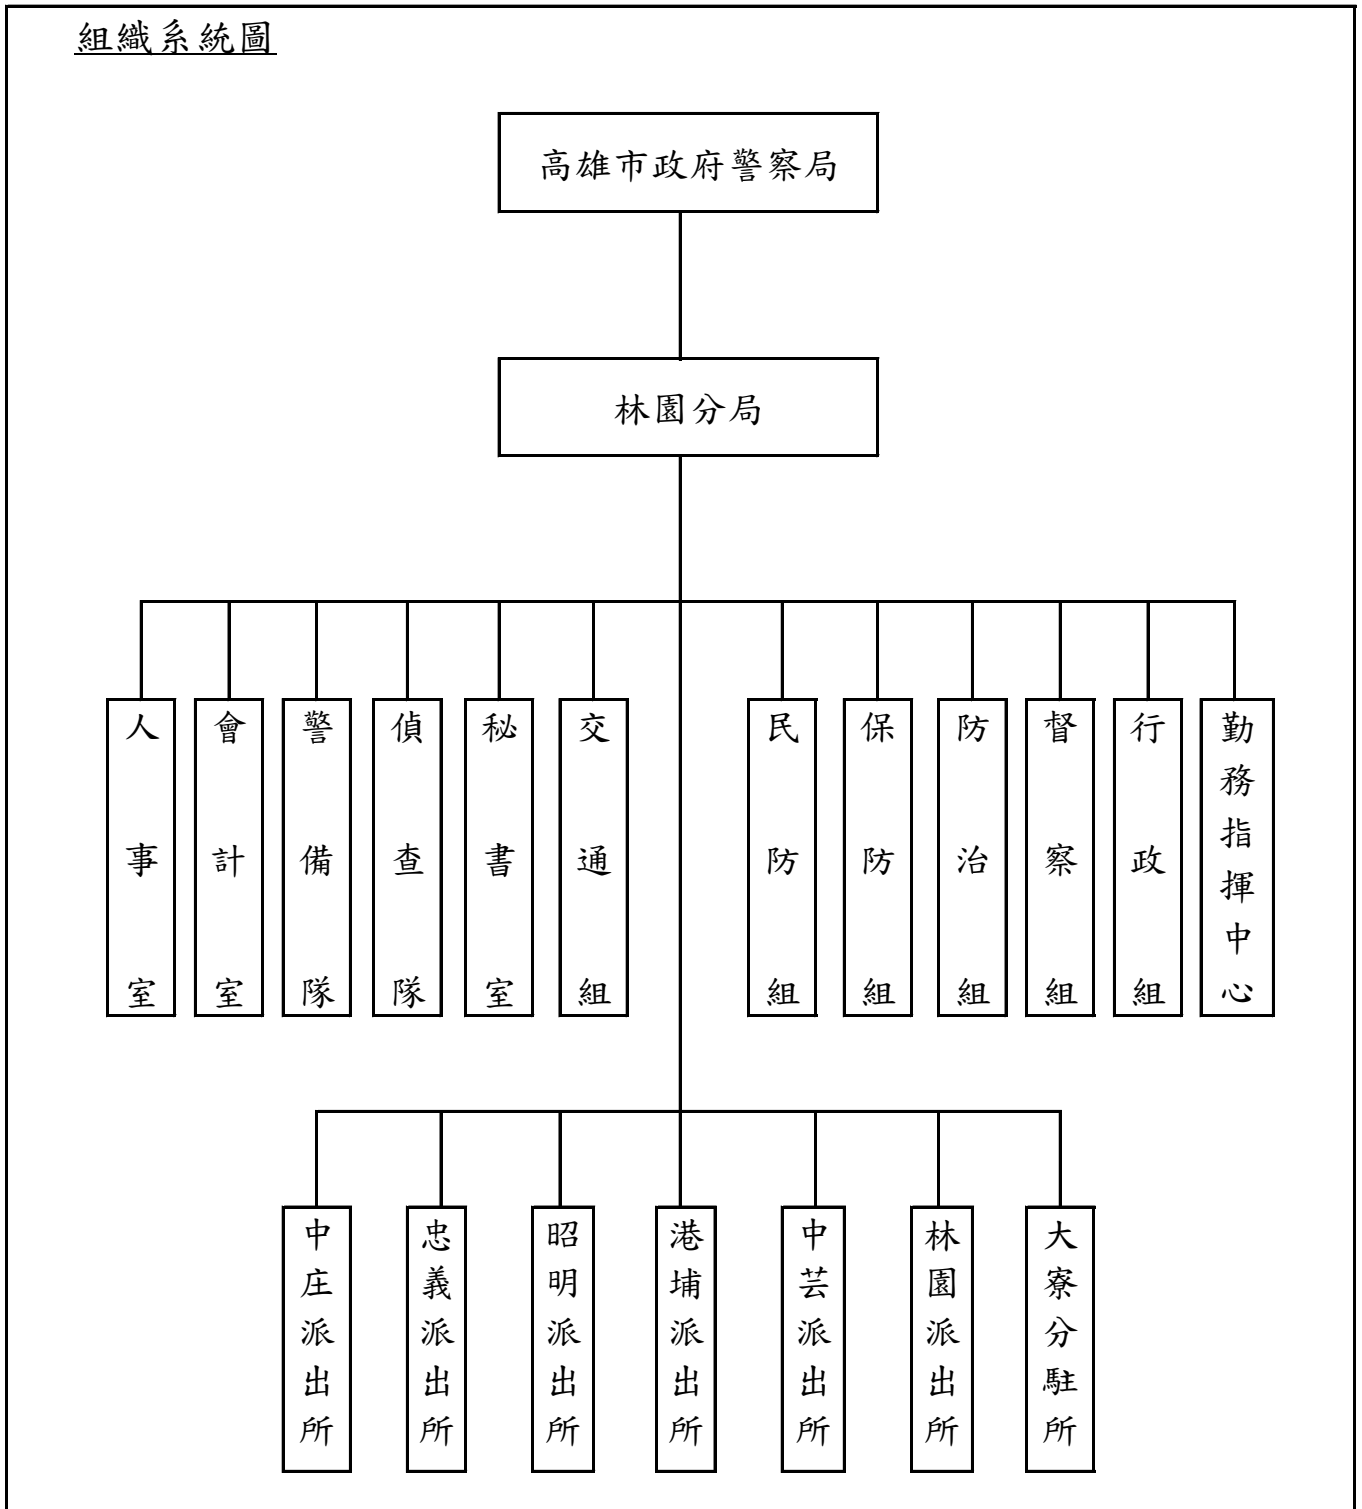 組織系統圖
高雄市政府警察局
林園分局
人事室
會計室
警備隊
偵查隊
秘書室
交通組
民防組
保防組
防治組
督察組
行政組
勤務指揮中心
中庄派出所
忠義派出所
昭明派出所
港埔派出所
中芸派出所
林園派出所
大寮分駐所